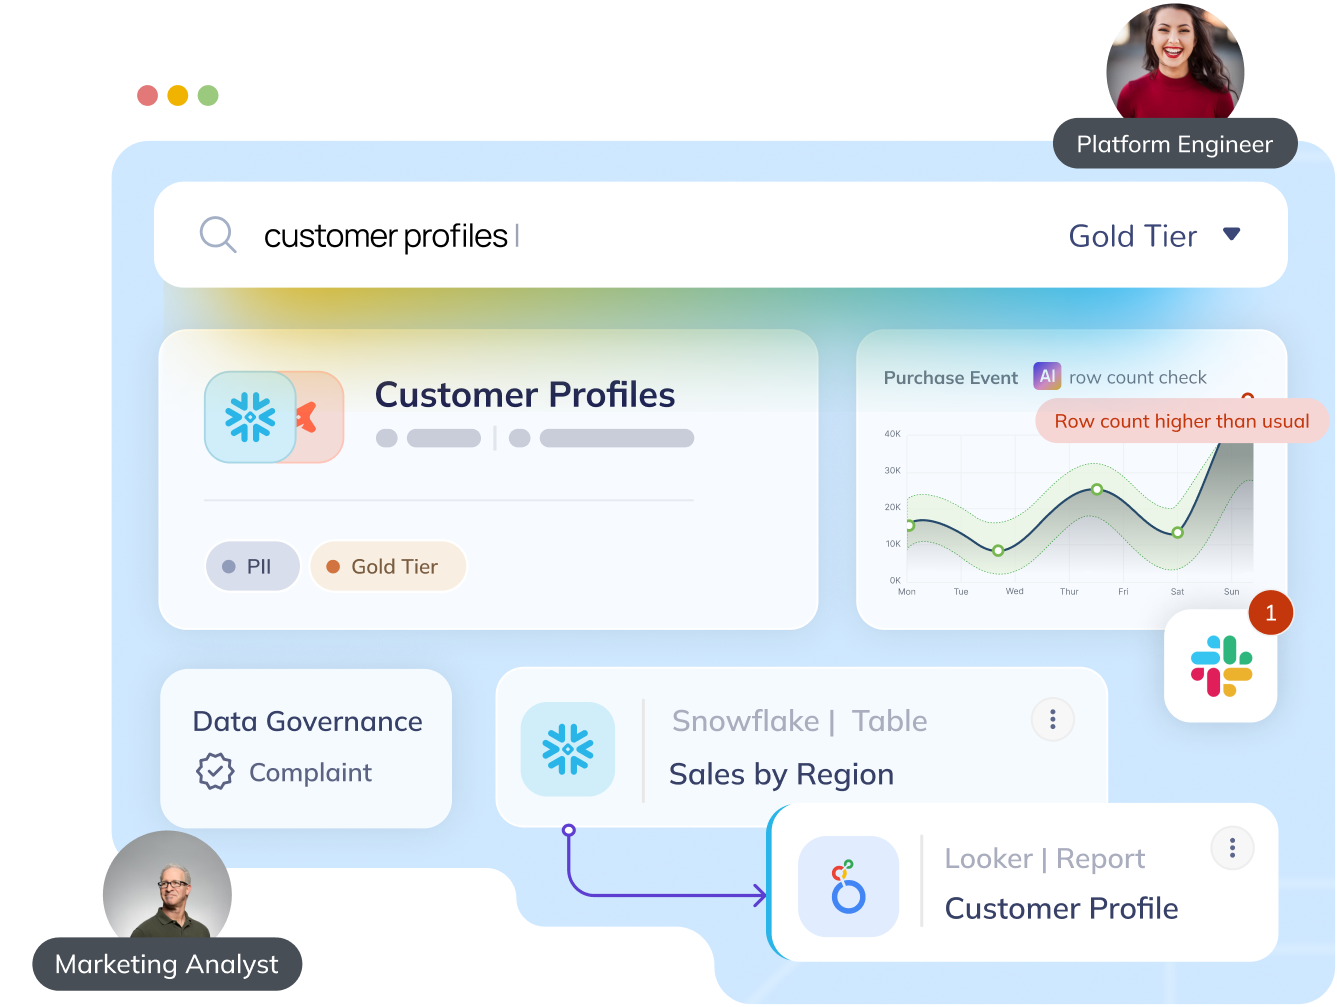 Platform Engineer
customer profiles
Gold Tier
Customer Profiles
PII
Gold Tier
Purchase Event AI row count check
Row count higher than usual
40K
30K
20K
10K
0K
Mon Tue Wed Thur Fri Sat Sun
1
Data Governance
Complaint
Snowflake | Table
Sales by Region
Looker | Report
Customer Profile
Marketing Analyst